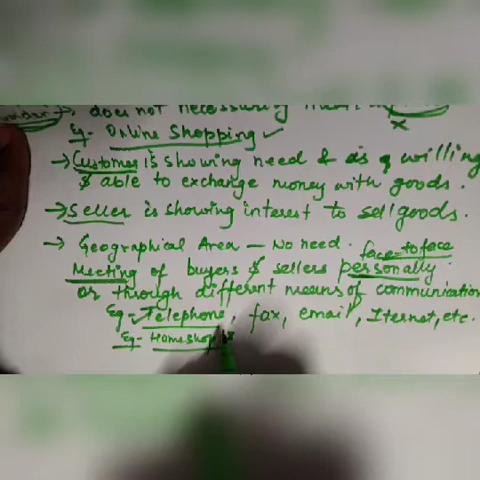 does not necessarily mean a
Eg- Online Shopping ✓
→ Customer is showing need & is willing
& able to exchange money with goods.
→ Seller is showing interest to sell goods.
→ Geographical Area — No need. face-to-face
Meeting of buyers & sellers personally.
or through different means of communication
Eg- Telephone, fax, email, Iternet, etc.
Eg- Homeshop